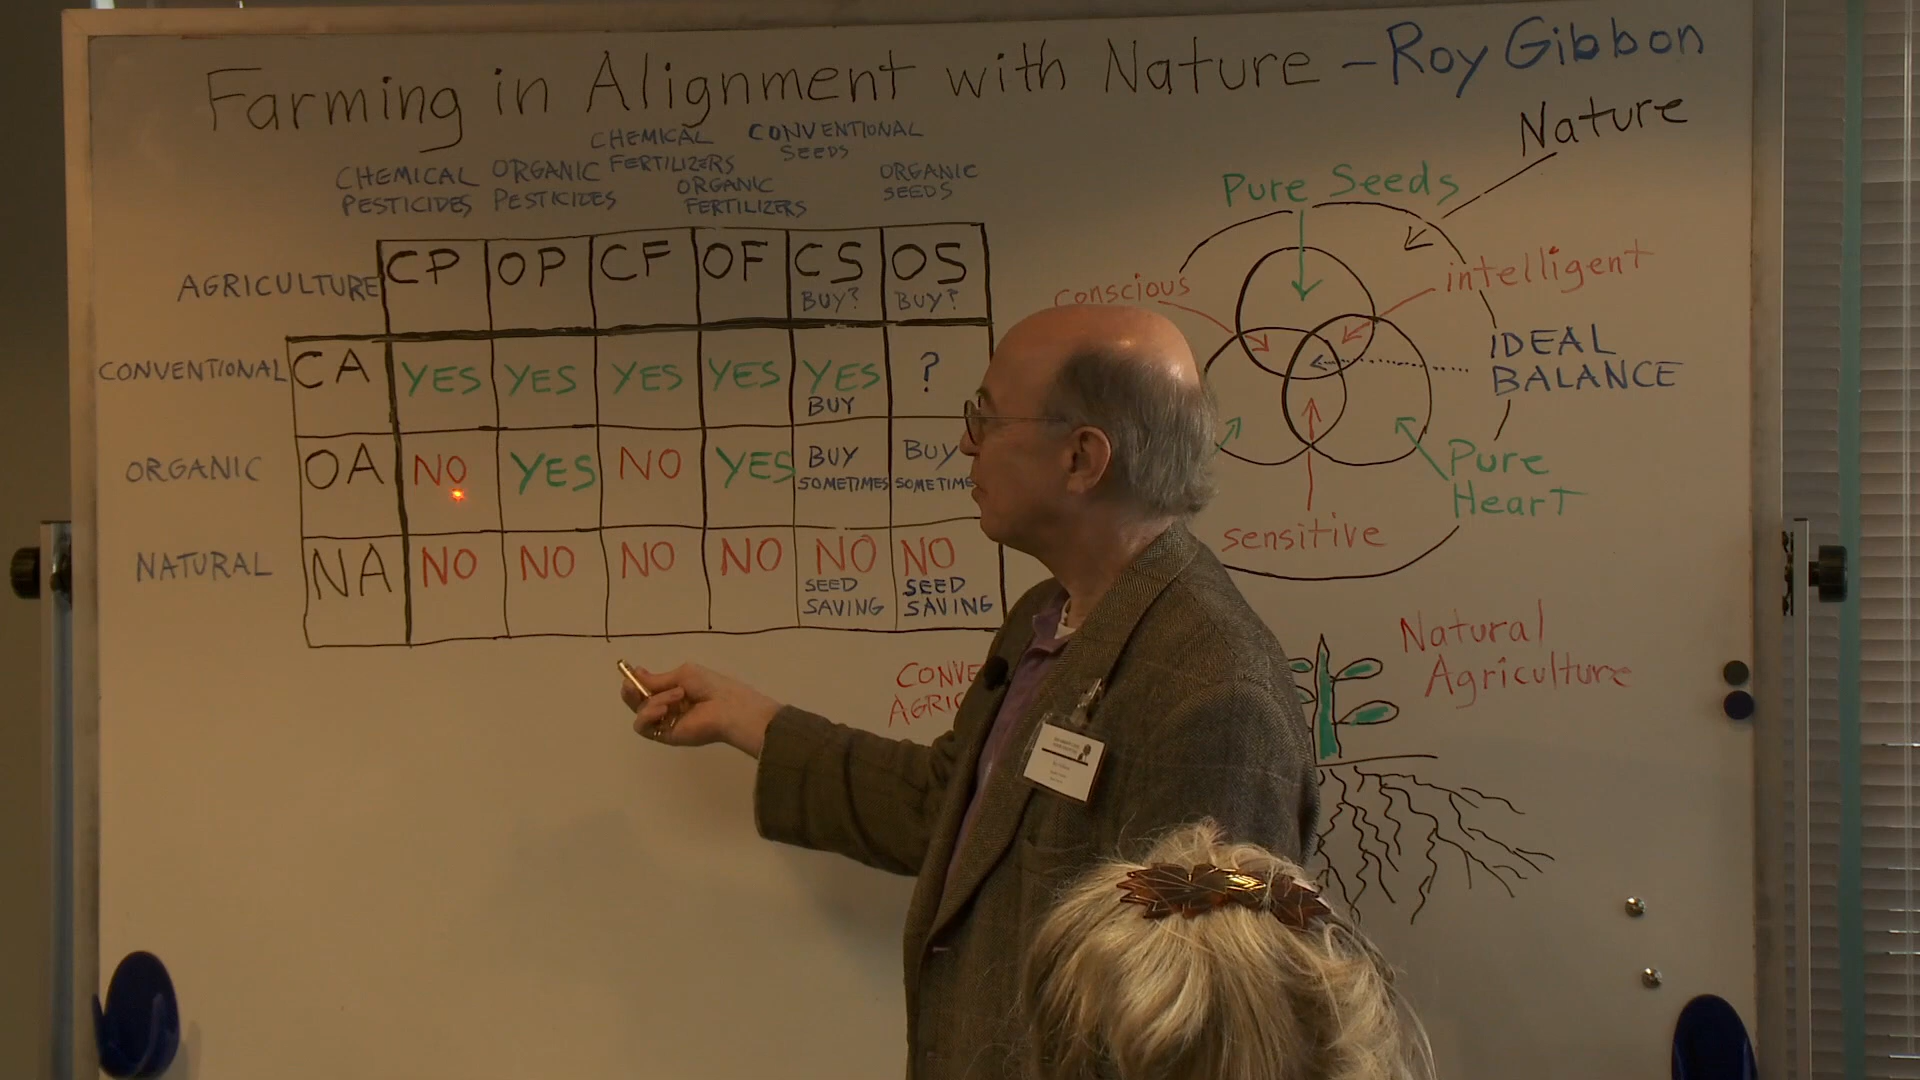 Farming in Alignment with Nature - Roy Gibbon
CHEMICAL PESTICIDES
ORGANIC PESTICIDES
CHEMICAL FERTILIZERS
ORGANIC FERTILIZERS
CONVENTIONAL SEEDS
ORGANIC SEEDS
AGRICULTURE CP OP CF OF CS OS
BUY? BUY?
CONVENTIONAL CA YES YES YES YES YES ?
BUY
ORGANIC OA NO YES NO YES BUY BUY
SOMETIMES SOMETIME
NATURAL NA NO NO NO NO NO NO
SEED SEED
SAVING SAVING
Nature
Pure Seeds
conscious
intelligent
IDEAL
BALANCE
Pure
Heart
sensitive
CONVE
AGRIC
Natural
Agriculture